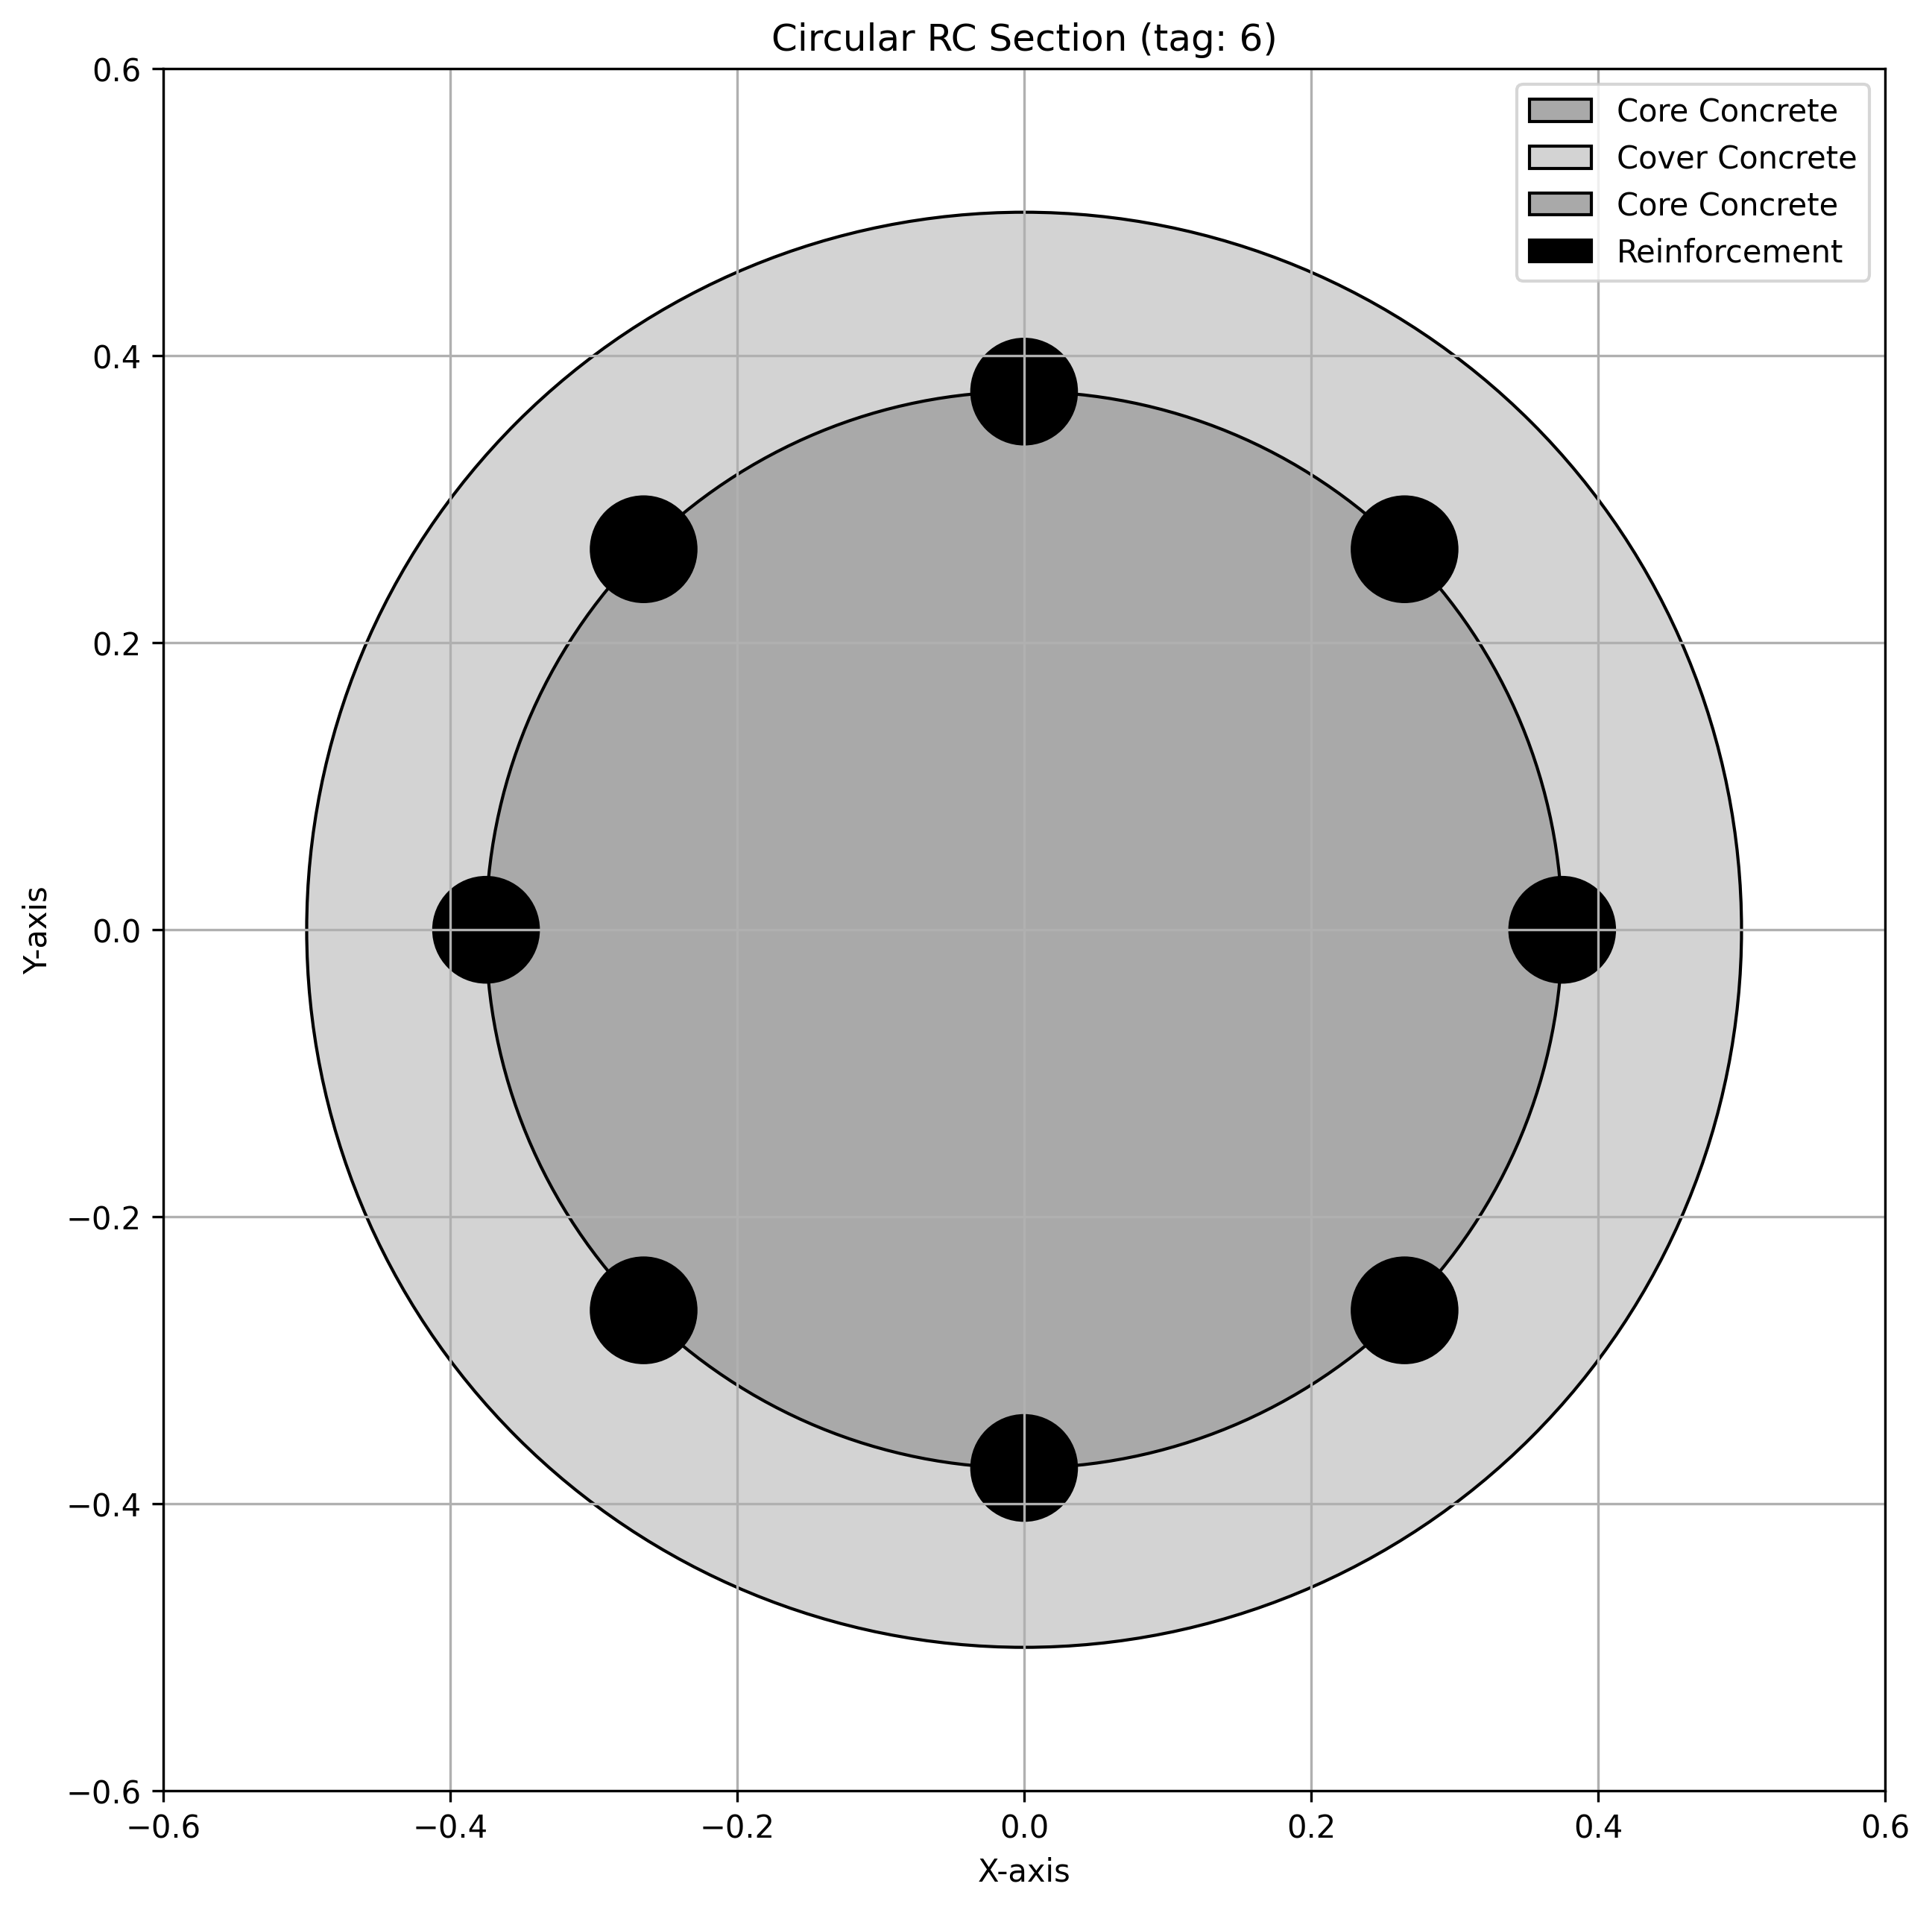 Circular RC Section (tag: 6)
Core Concrete
Cover Concrete
Core Concrete
Reinforcement
0.6
0.4
0.2
0.0
−0.2
−0.4
−0.6
Y-axis
−0.6 −0.4 −0.2 0.0 0.2 0.4 0.6
X-axis